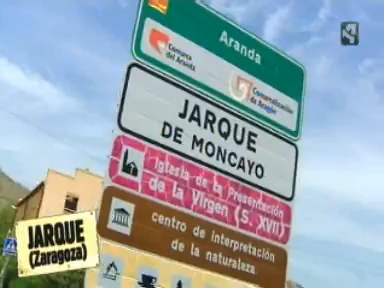 Aranda
Comarca
del Aranda
Comarcalización
de Aragón
JARQUE
DE MONCAYO
Iglesia de la Presentación
de la Virgen (S. XVII)
centro de interpretación
de la naturaleza
JARQUE
(Zaragoza)